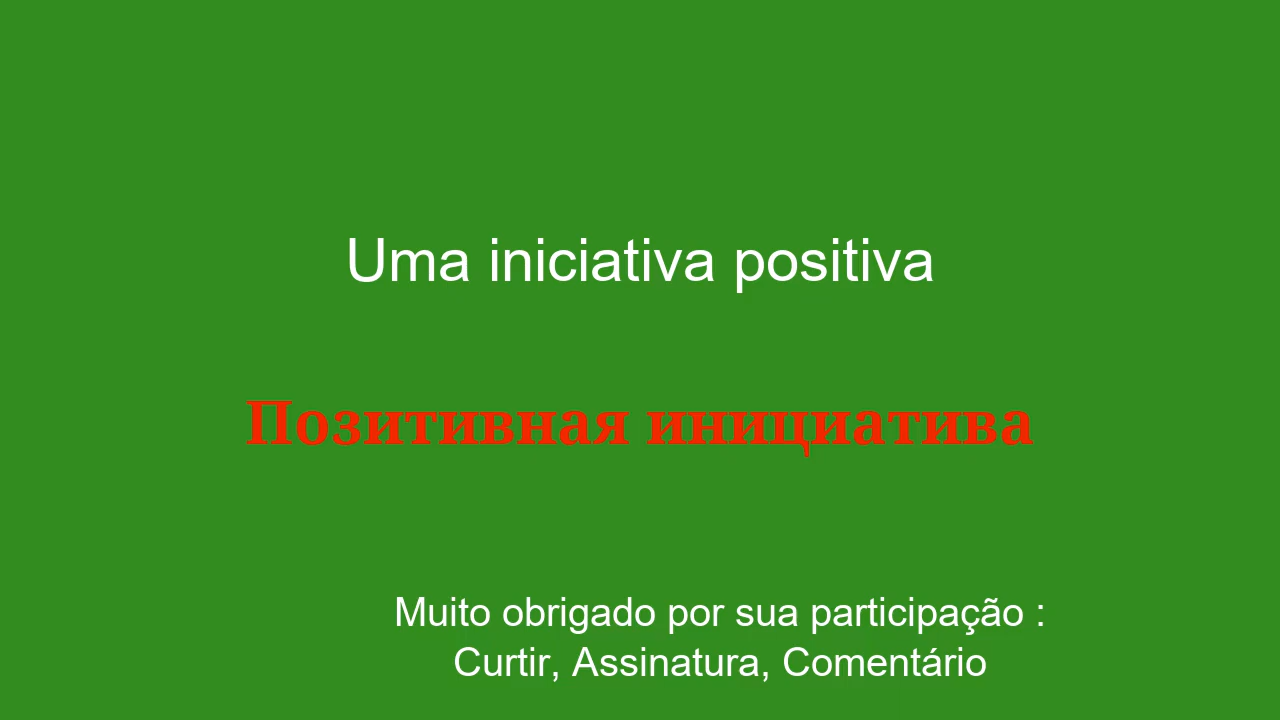 Uma iniciativa positiva
Позитивная инициатива
Muito obrigado por sua participação :
Curtir, Assinatura, Comentário